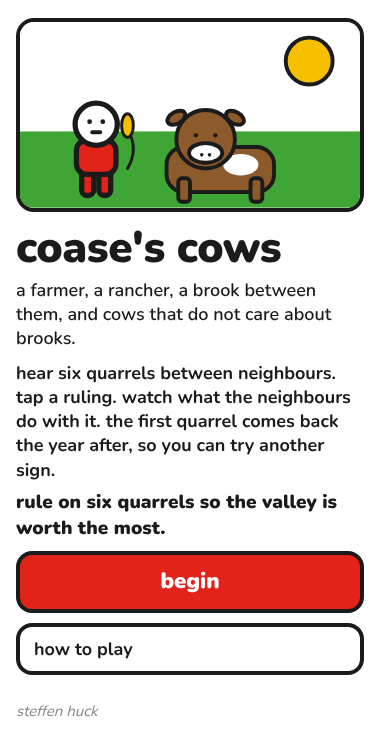 coase's cows
a farmer, a rancher, a brook between
them, and cows that do not care about
brooks.
hear six quarrels between neighbours.
tap a ruling. watch what the neighbours
do with it. the first quarrel comes back
the year after, so you can try another
sign.
rule on six quarrels so the valley is
worth the most.
begin
how to play
steffen huck